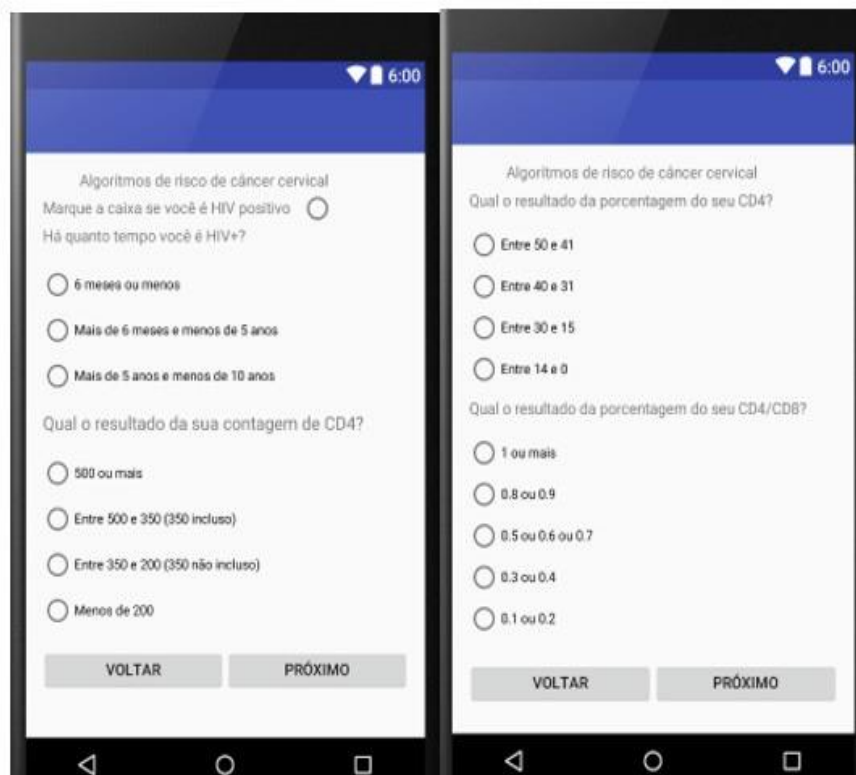 6:00
Algoritmos de risco de câncer cervical
Marque a caixa se você é HIV positivo
Há quanto tempo você é HIV+?
6 meses ou menos
Mais de 6 meses e menos de 5 anos
Mais de 5 anos e menos de 10 anos
Qual o resultado da sua contagem de CD4?
500 ou mais
Entre 500 e 350 (350 incluso)
Entre 350 e 200 (350 não incluso)
Menos de 200
VOLTAR PRÓXIMO
6:00
Algoritmos de risco de câncer cervical
Qual o resultado da porcentagem do seu CD4?
Entre 50 e 41
Entre 40 e 31
Entre 30 e 15
Entre 14 e 0
Qual o resultado da porcentagem do seu CD4/CD8?
1 ou mais
0.8 ou 0.9
0.5 ou 0.6 ou 0.7
0.3 ou 0.4
0.1 ou 0.2
VOLTAR PRÓXIMO